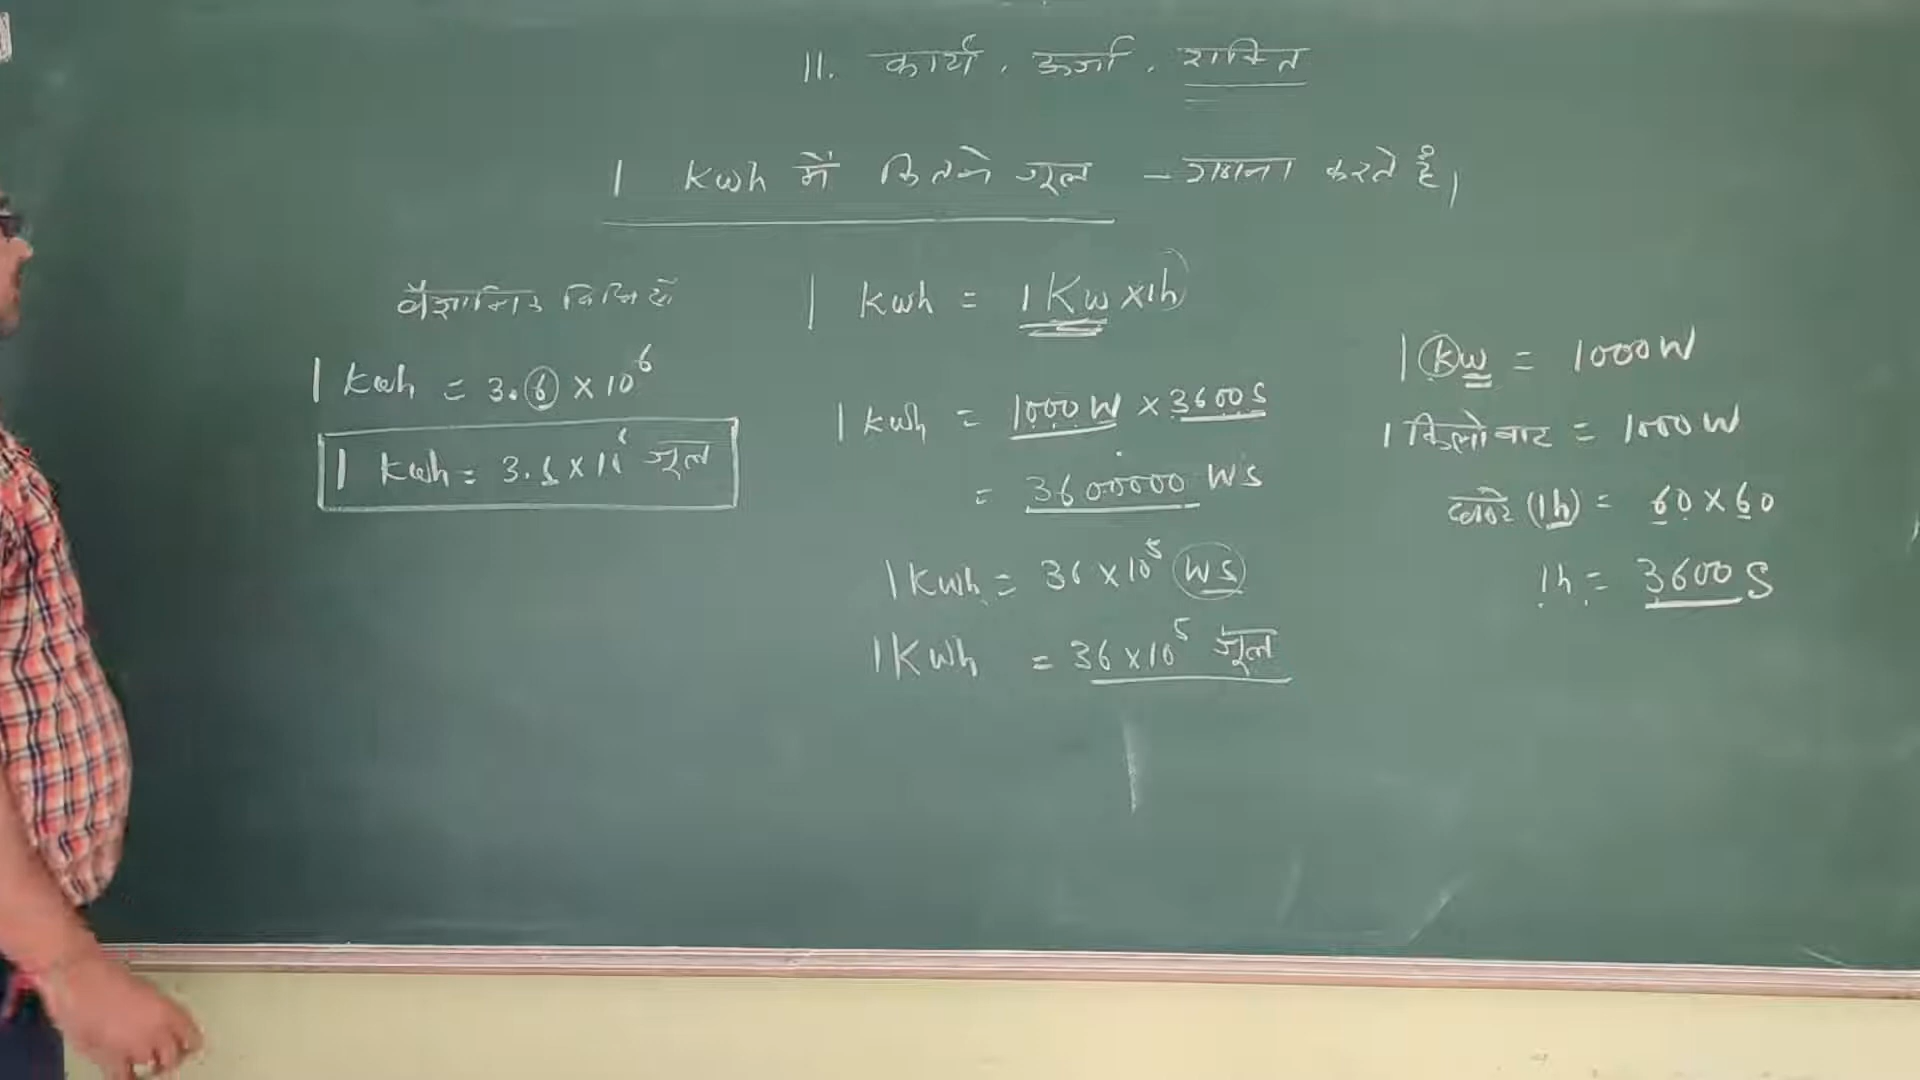 11. कार्य, ऊर्जा, शक्ति
1 kwh में कितने जूल - गणना करते है।
1 kwh = 1 Kw x 1h
1 kwh = 1000 W x 3600 S
= 3600000 WS
1 Kwh = 36 x 10⁵ WS
1 Kwh = 36 x 10⁵ जूल
वैज्ञानिक
1 kwh = 3.6 x 10⁶
1 kwh = 3.6 x 10⁶ जूल
1 kw = 1000 W
1 किलोवाट = 1000 W
(1h) = 60 x 60
1h = 3600 S